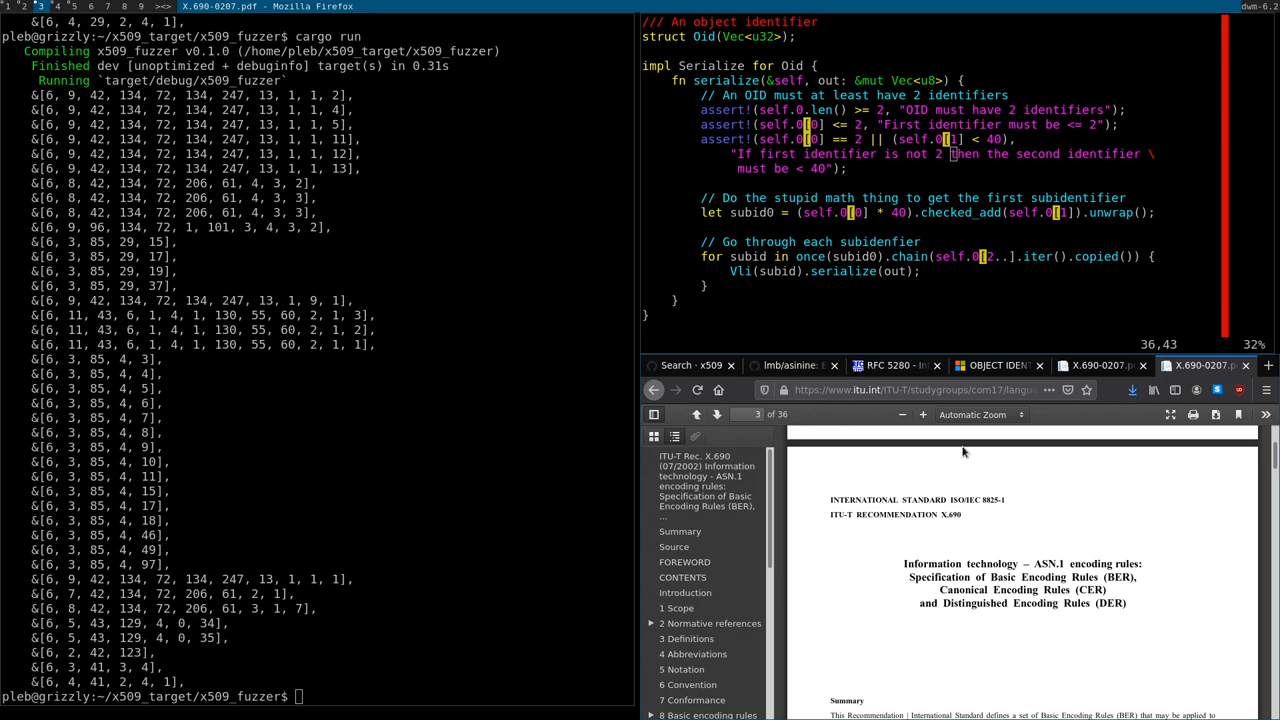 1 2 3 4 5 6 7 8 9 [><> X.690-0207.pdf - Mozilla Firefox dwm-6.2
&[6, 4, 29, 2, 4, 1],
pleb@grizzly:~/x509_target/x509_fuzzer$ cargo run
Compiling x509_fuzzer v0.1.0 (/home/pleb/x509_target/x509_fuzzer)
Finished dev [unoptimized + debuginfo] target(s) in 0.31s
Running `target/debug/x509_fuzzer`
&[6, 9, 42, 134, 72, 134, 247, 13, 1, 1, 2],
&[6, 9, 42, 134, 72, 134, 247, 13, 1, 1, 4],
&[6, 9, 42, 134, 72, 134, 247, 13, 1, 1, 5],
&[6, 9, 42, 134, 72, 134, 247, 13, 1, 1, 11],
&[6, 9, 42, 134, 72, 134, 247, 13, 1, 1, 12],
&[6, 9, 42, 134, 72, 134, 247, 13, 1, 1, 13],
&[6, 8, 42, 134, 72, 206, 61, 4, 3, 2],
&[6, 8, 42, 134, 72, 206, 61, 4, 3, 3],
&[6, 8, 42, 134, 72, 206, 61, 4, 3, 4],
&[6, 9, 96, 134, 72, 1, 101, 3, 4, 3, 2],
&[6, 3, 85, 29, 15],
&[6, 3, 85, 29, 17],
&[6, 3, 85, 29, 19],
&[6, 3, 85, 29, 37],
&[6, 9, 42, 134, 72, 134, 247, 13, 1, 9, 1],
&[6, 11, 43, 6, 1, 4, 1, 130, 55, 60, 2, 1, 3],
&[6, 11, 43, 6, 1, 4, 1, 130, 55, 60, 2, 1, 2],
&[6, 11, 43, 6, 1, 4, 1, 130, 55, 60, 2, 1, 1],
&[6, 3, 85, 4, 3],
&[6, 3, 85, 4, 4],
&[6, 3, 85, 4, 5],
&[6, 3, 85, 4, 6],
&[6, 3, 85, 4, 7],
&[6, 3, 85, 4, 8],
&[6, 3, 85, 4, 9],
&[6, 3, 85, 4, 10],
&[6, 3, 85, 4, 11],
&[6, 3, 85, 4, 15],
&[6, 3, 85, 4, 17],
&[6, 3, 85, 4, 18],
&[6, 3, 85, 4, 46],
&[6, 3, 85, 4, 49],
&[6, 3, 85, 4, 97],
&[6, 9, 42, 134, 72, 134, 247, 13, 1, 1, 1],
&[6, 7, 42, 134, 72, 206, 61, 2, 1],
&[6, 8, 42, 134, 72, 206, 61, 3, 1, 7],
&[6, 5, 43, 129, 4, 0, 34],
&[6, 5, 43, 129, 4, 0, 35],
&[6, 2, 42, 123],
&[6, 3, 41, 3, 4],
&[6, 4, 41, 2, 4, 1],
pleb@grizzly:~/x509_target/x509_fuzzer$
/// An object identifier
struct Oid(Vec<u32>);
impl Serialize for Oid {
fn serialize(&self, out: &mut Vec<u8>) {
// An OID must at least have 2 identifiers
assert!(self.0.len() >= 2, "OID must have 2 identifiers");
assert!(self.0[0] <= 2, "First identifier must be <= 2");
assert!(self.0[0] == 2 || (self.0[1] < 40),
"If first identifier is not 2 then the second identifier \
must be < 40");
// Do the stupid math thing to get the first subidentifier
let subid0 = (self.0[0] * 40).checked_add(self.0[1]).unwrap();
// Go through each subidenfier
for subid in once(subid0).chain(self.0[2..].iter().copied()) {
Vli(subid).serialize(out);
}
}
}
36,43 32%
Search · x509 lmb/asinine: E RFC 5280 - Int OBJECT IDENT X.690-0207.pdf X.690-0207.pdf
https://www.itu.int/ITU-T/studygroups/com17/langu
3 of 36 Automatic Zoom
ITU-T Rec. X.690
(07/2002) Information
technology - ASN.1
encoding rules:
Specification of Basic
Encoding Rules (BER),
...
Summary
Source
FOREWORD
CONTENTS
Introduction
1 Scope
2 Normative references
3 Definitions
4 Abbreviations
5 Notation
6 Convention
7 Conformance
8 Basic encoding rules
INTERNATIONAL STANDARD ISO/IEC 8825-1
ITU-T RECOMMENDATION X.690
Information technology – ASN.1 encoding rules:
Specification of Basic Encoding Rules (BER),
Canonical Encoding Rules (CER)
and Distinguished Encoding Rules (DER)
Summary
This Recommendation | International Standard defines a set of Basic Encoding Rules (BER) that may be applied to